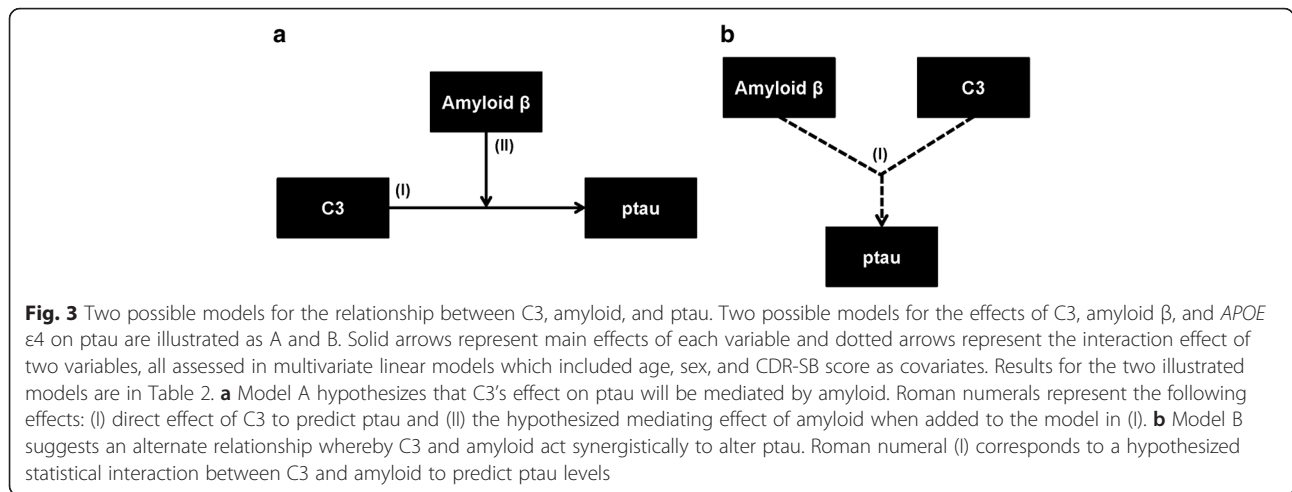 a
b
Amyloid β
Amyloid β
C3
(II)
(I)
(I)
C3
ptau
ptau
Fig. 3 Two possible models for the relationship between C3, amyloid, and ptau. Two possible models for the effects of C3, amyloid β, and APOE
ε4 on ptau are illustrated as A and B. Solid arrows represent main effects of each variable and dotted arrows represent the interaction effect of
two variables, all assessed in multivariate linear models which included age, sex, and CDR-SB score as covariates. Results for the two illustrated
models are in Table 2. a Model A hypothesizes that C3's effect on ptau will be mediated by amyloid. Roman numerals represent the following
effects: (I) direct effect of C3 to predict ptau and (II) the hypothesized mediating effect of amyloid when added to the model in (I). b Model B
suggests an alternate relationship whereby C3 and amyloid act synergistically to alter ptau. Roman numeral (I) corresponds to a hypothesized
statistical interaction between C3 and amyloid to predict ptau levels